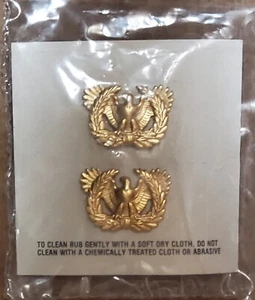 TO CLEAN RUB GENTLY WITH A SOFT DRY CLOTH, DO NOT
CLEAN WITH A CHEMICALLY TREATED CLOTH OR ABRASIVE